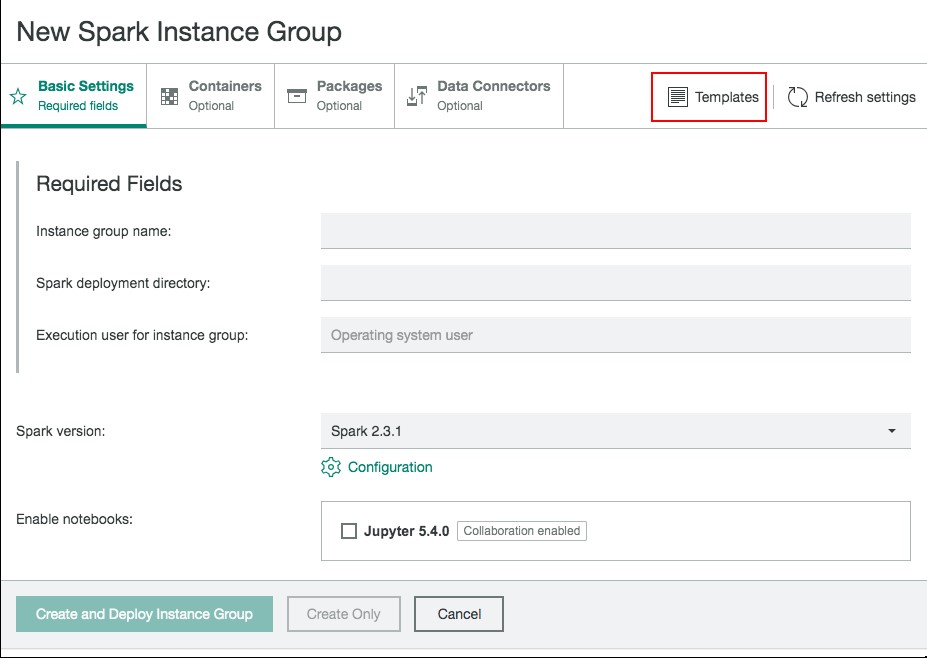 New Spark Instance Group
Basic Settings
Required fields
Containers
Optional
Packages
Optional
Data Connectors
Optional
Templates
Refresh settings
Required Fields
Instance group name:
Spark deployment directory:
Execution user for instance group: Operating system user
Spark version: Spark 2.3.1
Configuration
Enable notebooks: Jupyter 5.4.0 Collaboration enabled
Create and Deploy Instance Group Create Only Cancel